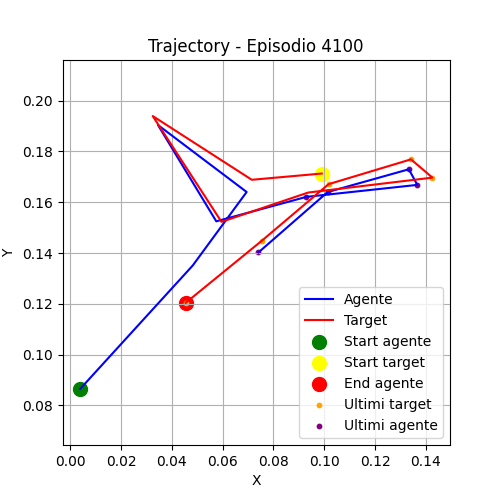 Trajectory - Episodio 4100
Y
0.20
0.18
0.16
0.14
0.12
0.10
0.08
Agente
Target
Start agente
Start target
End agente
Ultimi target
Ultimi agente
0.00 0.02 0.04 0.06 0.08 0.10 0.12 0.14
X